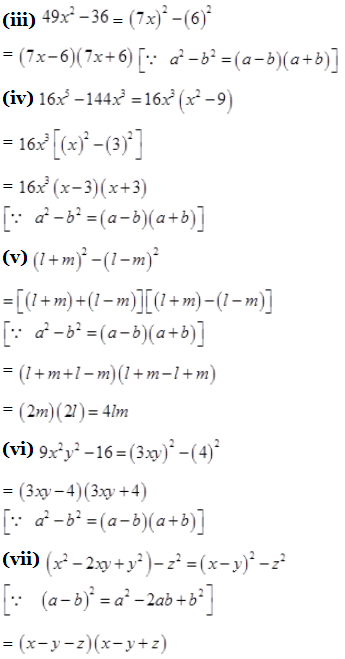 (iii) 49x² − 36 = (7x)² − (6)²
= (7x − 6)(7x + 6) [∵ a² − b² = (a − b)(a + b)]
(iv) 16x⁵ − 144x³ = 16x³(x² − 9)
= 16x³[(x)² − (3)²]
= 16x³(x − 3)(x + 3)
[∵ a² − b² = (a − b)(a + b)]
(v) (l + m)² − (l − m)²
= [(l + m) + (l − m)][(l + m) − (l − m)]
[∵ a² − b² = (a − b)(a + b)]
= (l + m + l − m)(l + m − l + m)
= (2m)(2l) = 4lm
(vi) 9x²y² − 16 = (3xy)² − (4)²
= (3xy − 4)(3xy + 4)
[∵ a² − b² = (a − b)(a + b)]
(vii) (x² − 2xy + y²) − z² = (x − y)² − z²
[∵ (a − b)² = a² − 2ab + b²]
= (x − y − z)(x − y + z)